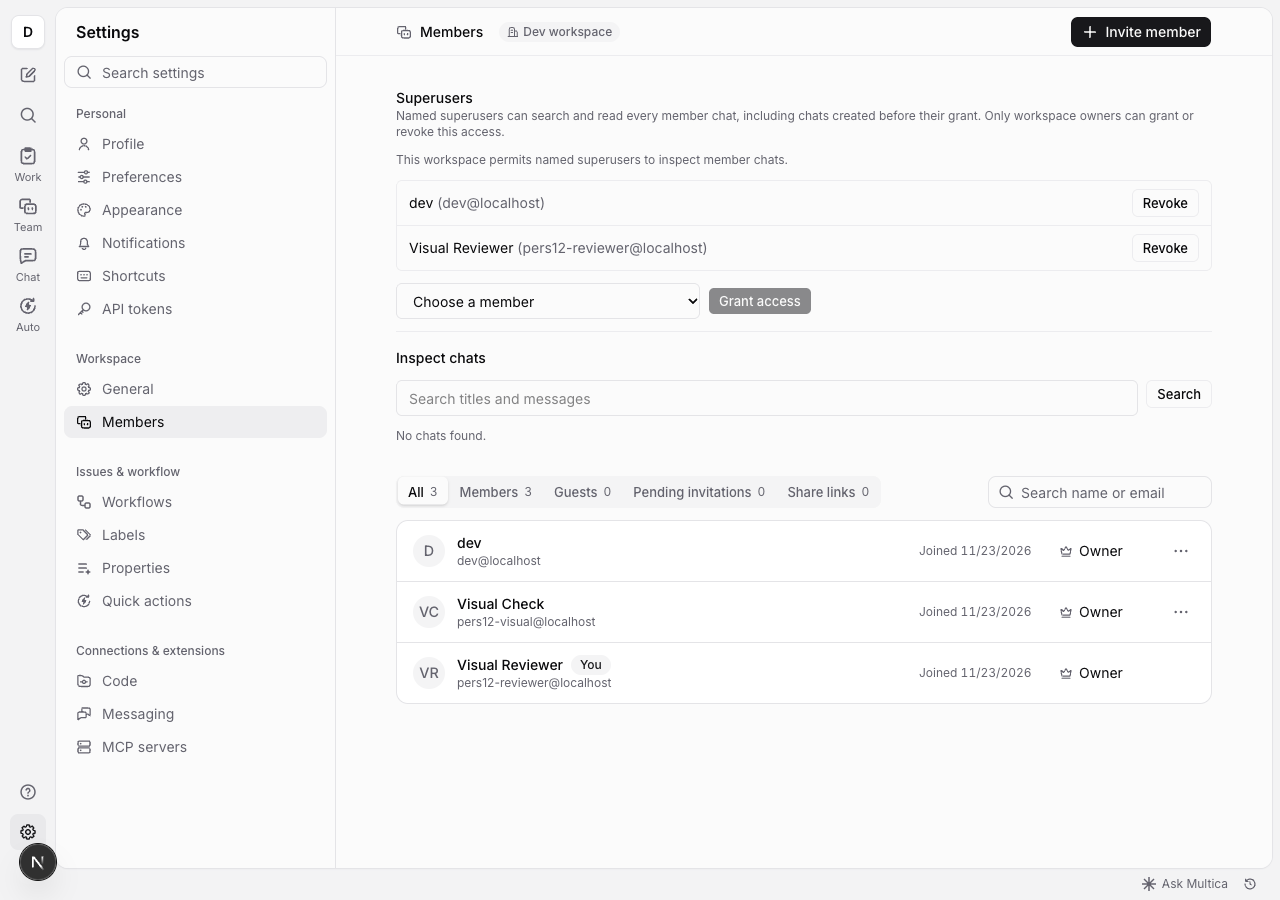 D
Work
Team
Chat
Auto
N
Settings
Search settings
Personal
Profile
Preferences
Appearance
Notifications
Shortcuts
API tokens
Workspace
General
Members
Issues & workflow
Workflows
Labels
Properties
Quick actions
Connections & extensions
Code
Messaging
MCP servers
Members Dev workspace Invite member
Superusers
Named superusers can search and read every member chat, including chats created before their grant. Only workspace owners can grant or
revoke this access.
This workspace permits named superusers to inspect member chats.
dev (dev@localhost) Revoke
Visual Reviewer (pers12-reviewer@localhost) Revoke
Choose a member Grant access
Inspect chats
Search titles and messages Search
No chats found.
All 3 Members 3 Guests 0 Pending invitations 0 Share links 0 Search name or email
D dev Joined 11/23/2026 Owner
dev@localhost
VC Visual Check Joined 11/23/2026 Owner
pers12-visual@localhost
VR Visual Reviewer You Joined 11/23/2026 Owner
pers12-reviewer@localhost
Ask Multica